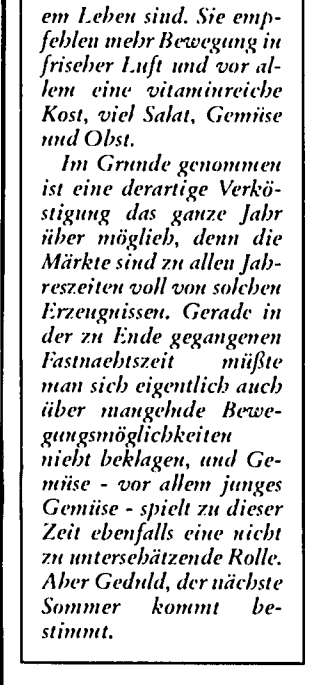 em Leben sind. Sie emp-
fehlen mehr Bewegung in
frischer Luft und vor al-
lem eine vitaminreiche
Kost, viel Salat, Gemüse
und Obst.
Im Grunde genommen
ist eine derartige Verkö-
stigung das ganze Jahr
über möglich, denn die
Märkte sind zu allen Jah-
reszeiten voll von solchen
Erzeugnissen. Gerade in
der zu Ende gegangenen
Fastnachtszeit müßte
man sich eigentlich auch
über mangelnde Bewe-
gungsmöglichkeiten
nicht beklagen, und Ge-
müse - vor allem junges
Gemüse - spielt zu dieser
Zeit ebenfalls eine nicht
zu unterschätzende Rolle.
Aber Geduld, der nächste
Sommer kommt be-
stimmt.